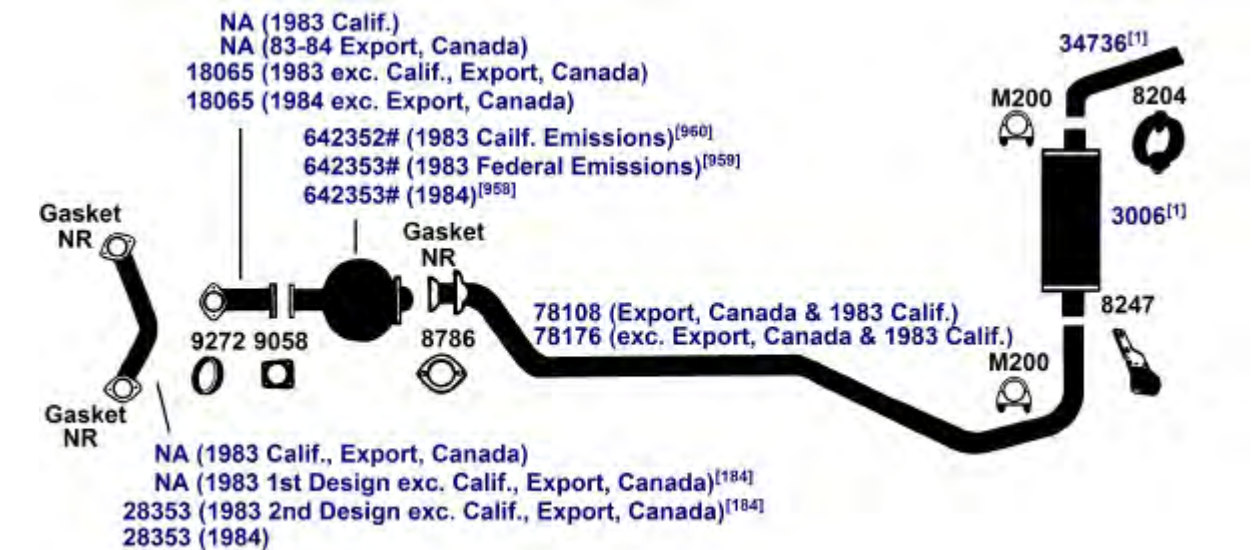 NA (1983 Calif.)
NA (83-84 Export, Canada)
18065 (1983 exc. Calif., Export, Canada)
18065 (1984 exc. Export, Canada)
642352# (1983 Cailf. Emissions)[960]
642353# (1983 Federal Emissions)[959]
642353# (1984)[958]
34736[1]
M200
8204
3006[1]
8247
Gasket
NR
Gasket
NR
9272 9058
8786
78108 (Export, Canada & 1983 Calif.)
78176 (exc. Export, Canada & 1983 Calif.)
M200
Gasket
NR
NA (1983 Calif., Export, Canada)
NA (1983 1st Design exc. Calif., Export, Canada)[184]
28353 (1983 2nd Design exc. Calif., Export, Canada)[184]
28353 (1984)